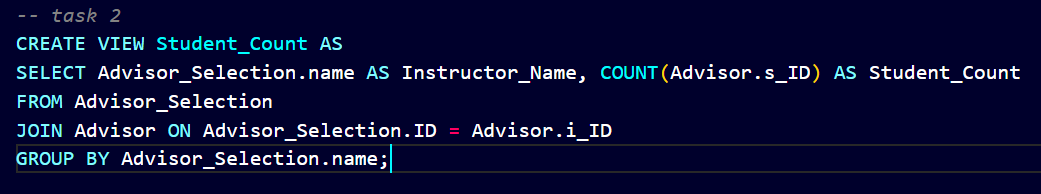 -- task 2
CREATE VIEW Student_Count AS
SELECT Advisor_Selection.name AS Instructor_Name, COUNT(Advisor.s_ID) AS Student_Count
FROM Advisor_Selection
JOIN Advisor ON Advisor_Selection.ID = Advisor.i_ID
GROUP BY Advisor_Selection.name;